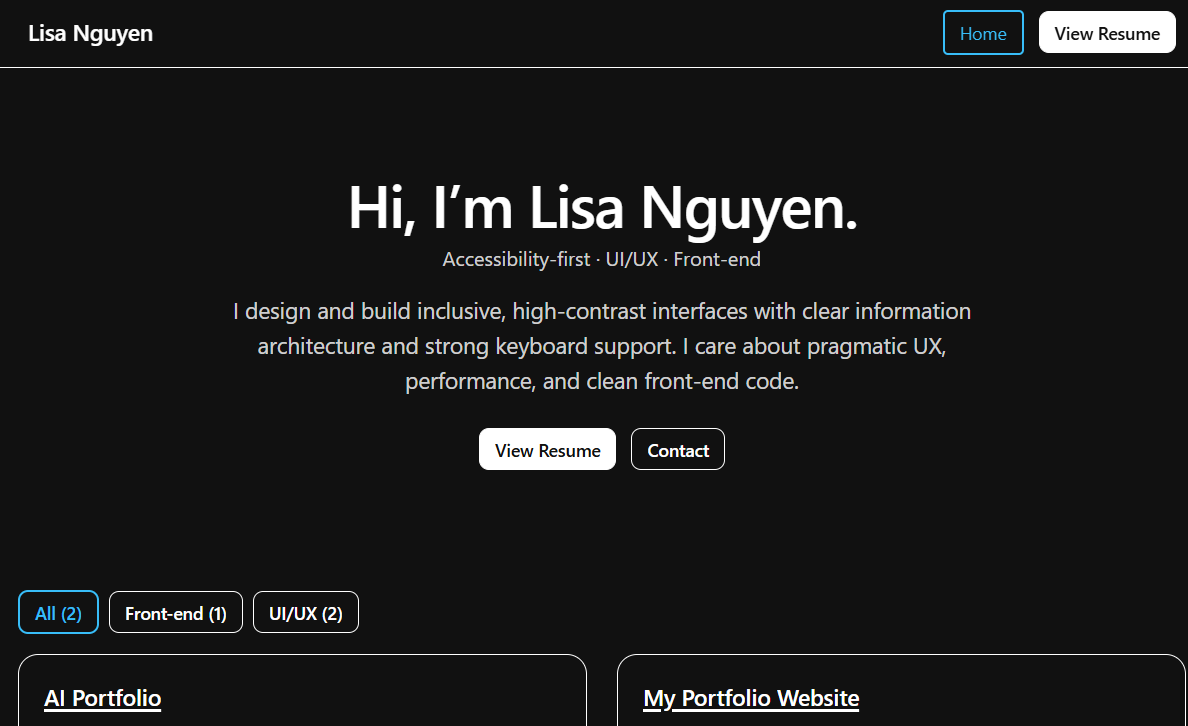 Lisa Nguyen
Home
View Resume
Hi, I’m Lisa Nguyen.
Accessibility-first · UI/UX · Front-end
I design and build inclusive, high-contrast interfaces with clear information
architecture and strong keyboard support. I care about pragmatic UX,
performance, and clean front-end code.
View Resume
Contact
All (2)
Front-end (1)
UI/UX (2)
AI Portfolio
My Portfolio Website